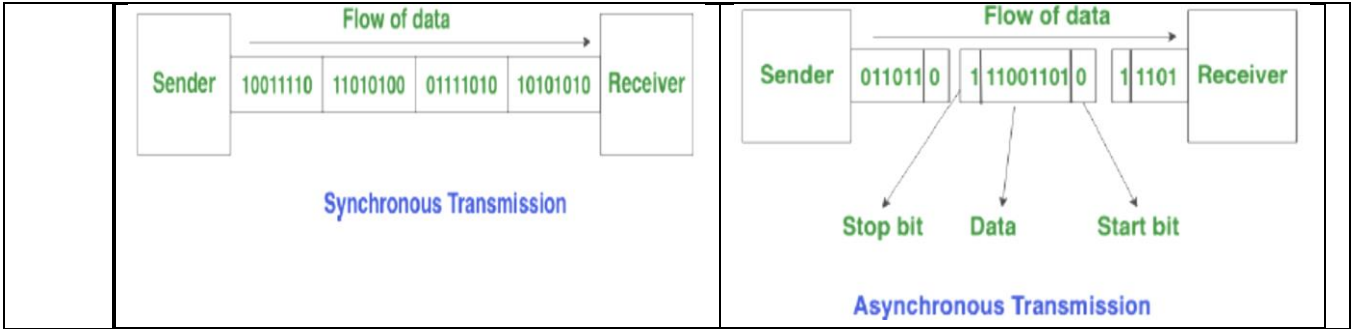 Flow of data
Sender 10011110 11010100 01111010 10101010 Receiver
Synchronous Transmission
Flow of data
Sender 011011 0 1 11001101 0 1 1101 Receiver
Stop bit Data Start bit
Asynchronous Transmission